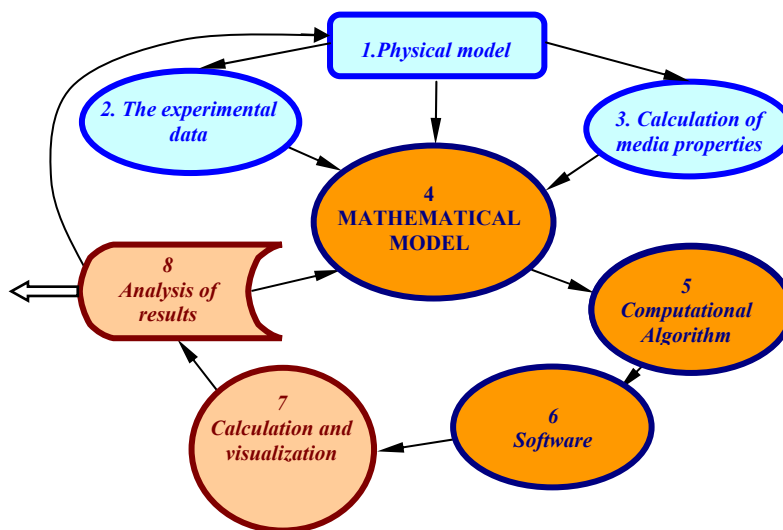 1.Physical model
2. The experimental
data
3. Calculation of
media properties
4
MATHEMATICAL
MODEL
5
Computational
Algorithm
6
Software
7
Calculation and
visualization
8
Analysis of
results